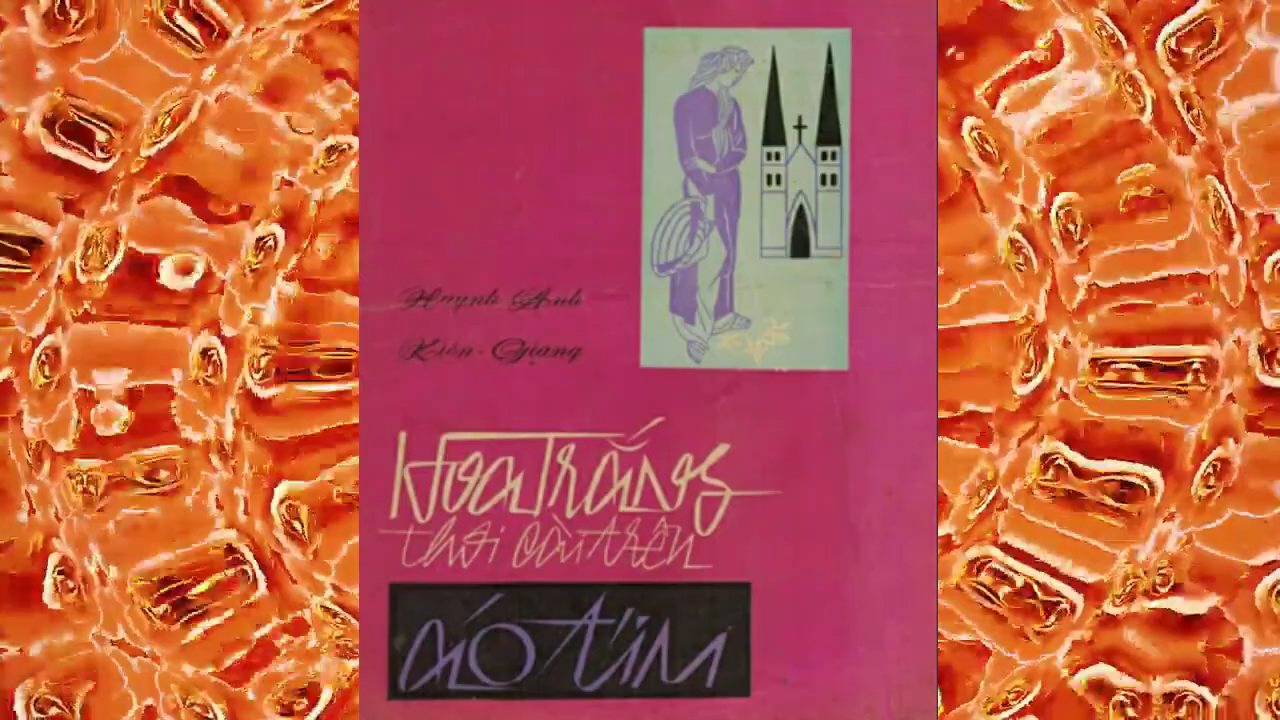 Huỳnh Anh
Kiên-Giang
Hoa Trắng
thôi cài trên
áo tím